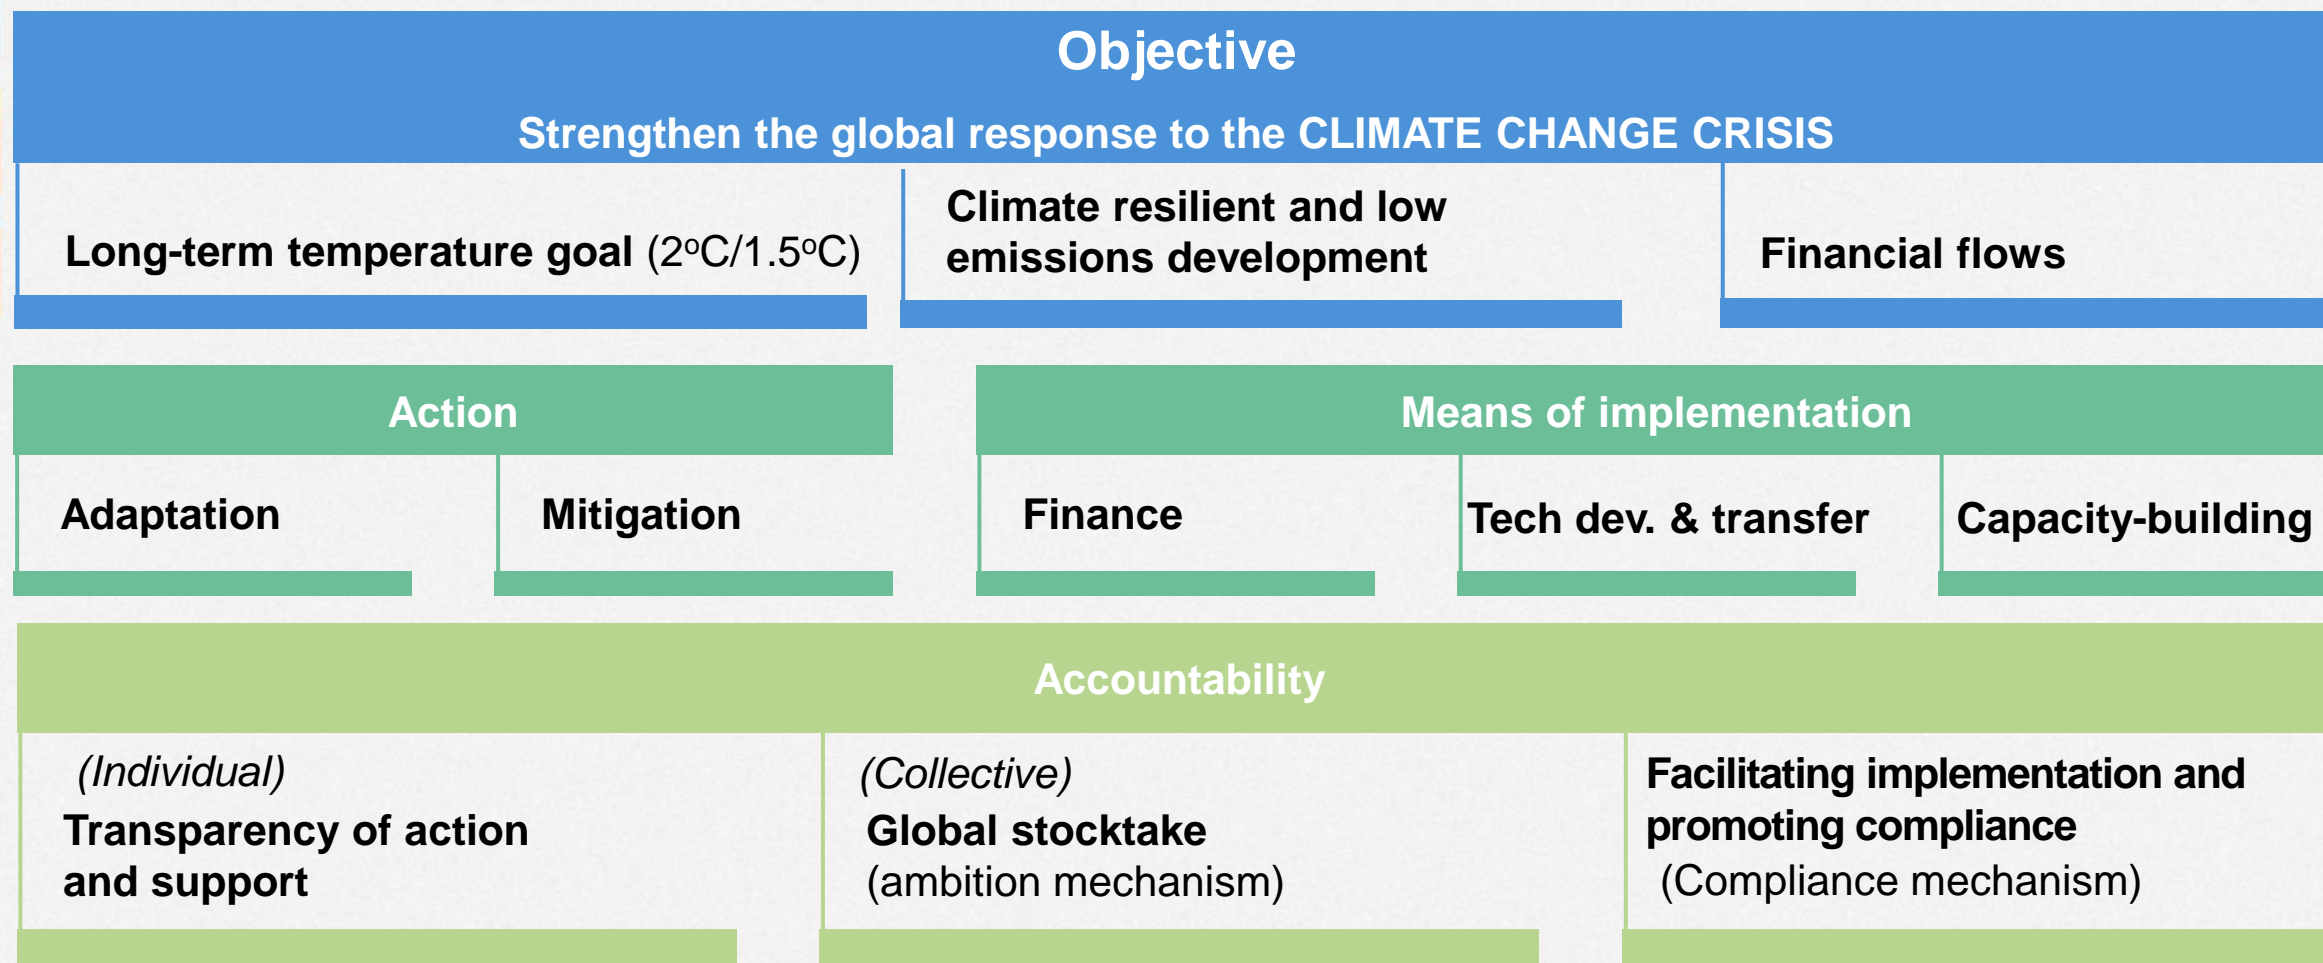 Objective
Strengthen the global response to the CLIMATE CHANGE CRISIS
Long-term temperature goal (2ºC/1.5ºC)
Climate resilient and low
emissions development
Financial flows
Action
Adaptation
Mitigation
Means of implementation
Finance
Tech dev. & transfer
Capacity-building
Accountability
(Individual)
Transparency of action
and support
(Collective)
Global stocktake
(ambition mechanism)
Facilitating implementation and
promoting compliance
(Compliance mechanism)